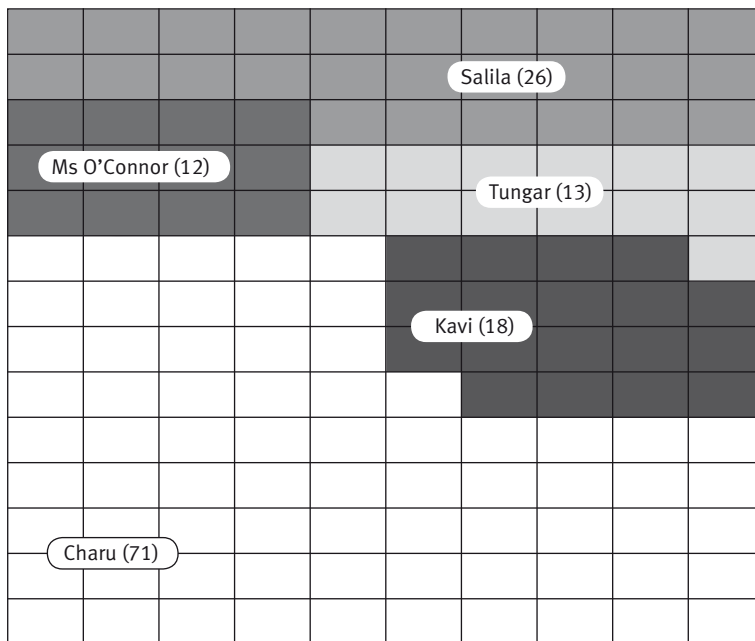 Salila (26)
Ms O’Connor (12)
Tungar (13)
Kavi (18)
Charu (71)